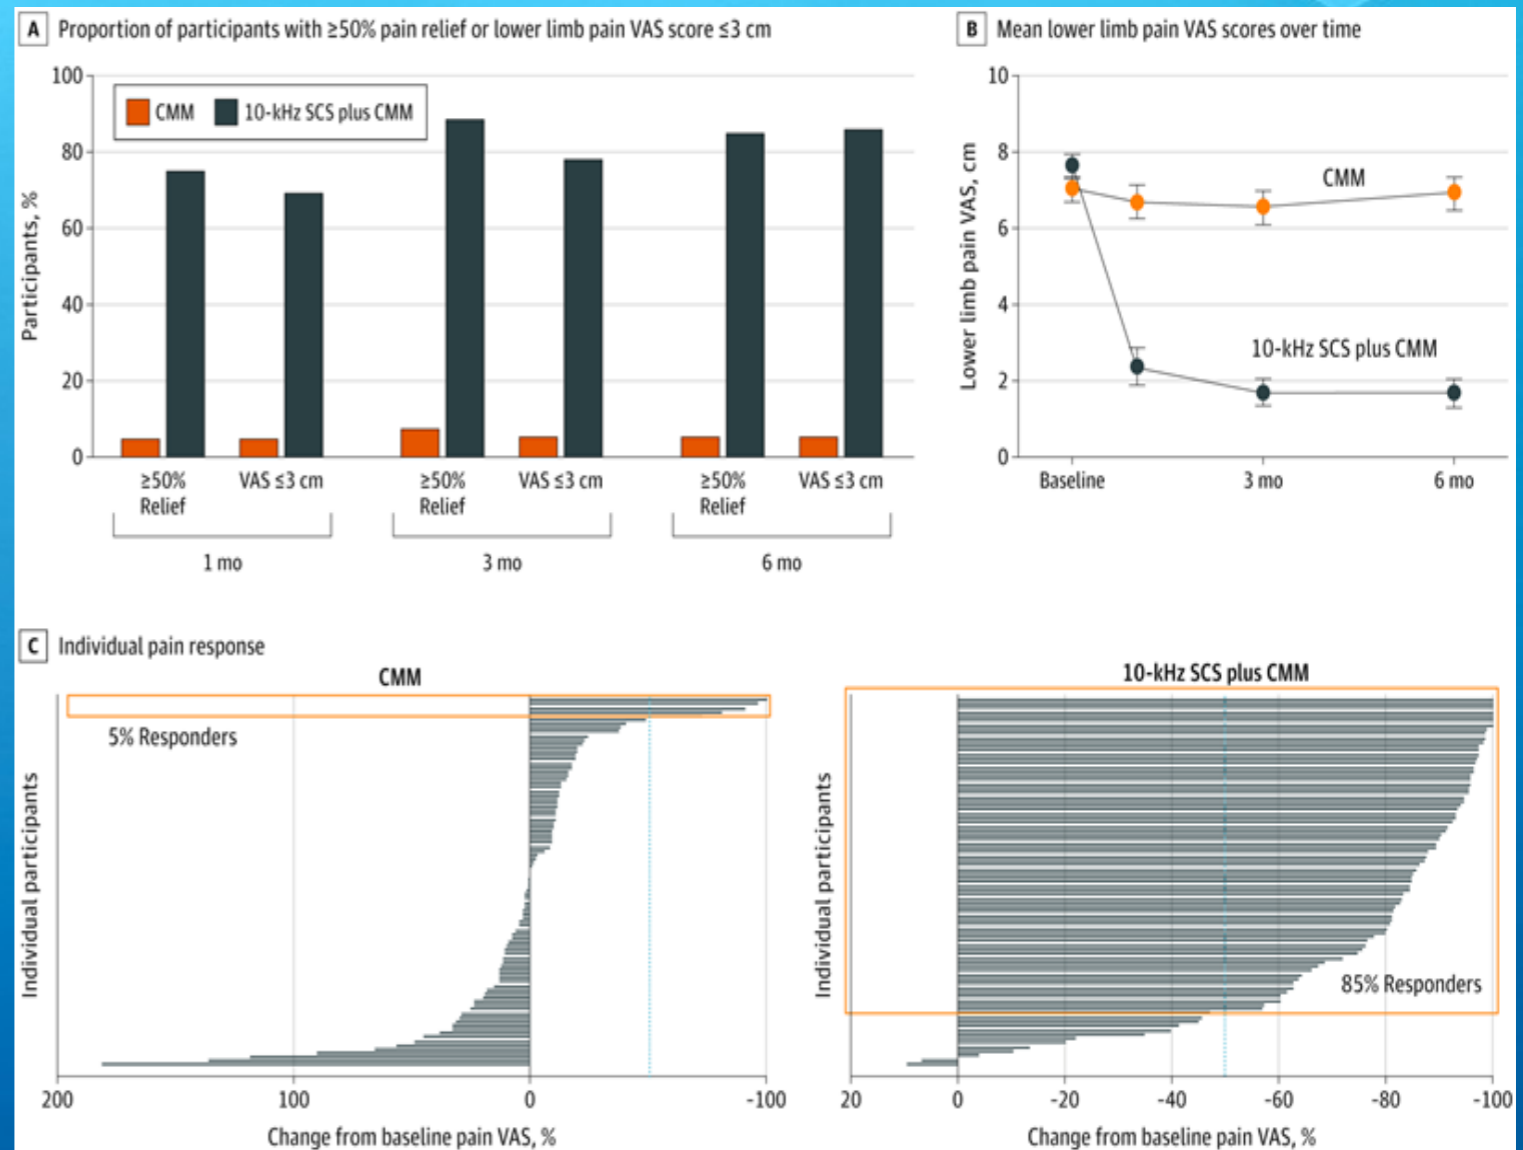 A Proportion of participants with ≥50% pain relief or lower limb pain VAS score ≤3 cm
100
80
60
40
20
0
Participants, %
CMM
10-kHz SCS plus CMM
≥50%
Relief
VAS ≤3 cm
≥50%
Relief
VAS ≤3 cm
≥50%
Relief
VAS ≤3 cm
1 mo
3 mo
6 mo
B Mean lower limb pain VAS scores over time
10
8
6
4
2
0
Lower limb pain VAS, cm
CMM
10-kHz SCS plus CMM
Baseline
3 mo
6 mo
C Individual pain response
CMM
5% Responders
Individual participants
200
100
0
-100
Change from baseline pain VAS, %
10-kHz SCS plus CMM
85% Responders
Individual participants
20
0
-20
-40
-60
-80
-100
Change from baseline pain VAS, %